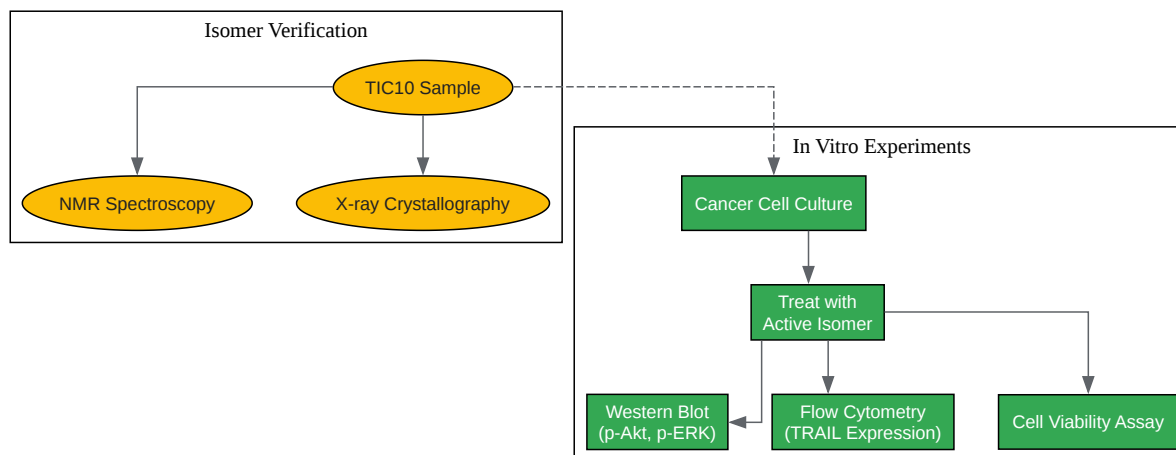 Isomer Verification
TIC10 Sample
NMR Spectroscopy
X-ray Crystallography
In Vitro Experiments
Cancer Cell Culture
Treat with
Active Isomer
Western Blot
(p-Akt, p-ERK)
Flow Cytometry
(TRAIL Expression)
Cell Viability Assay